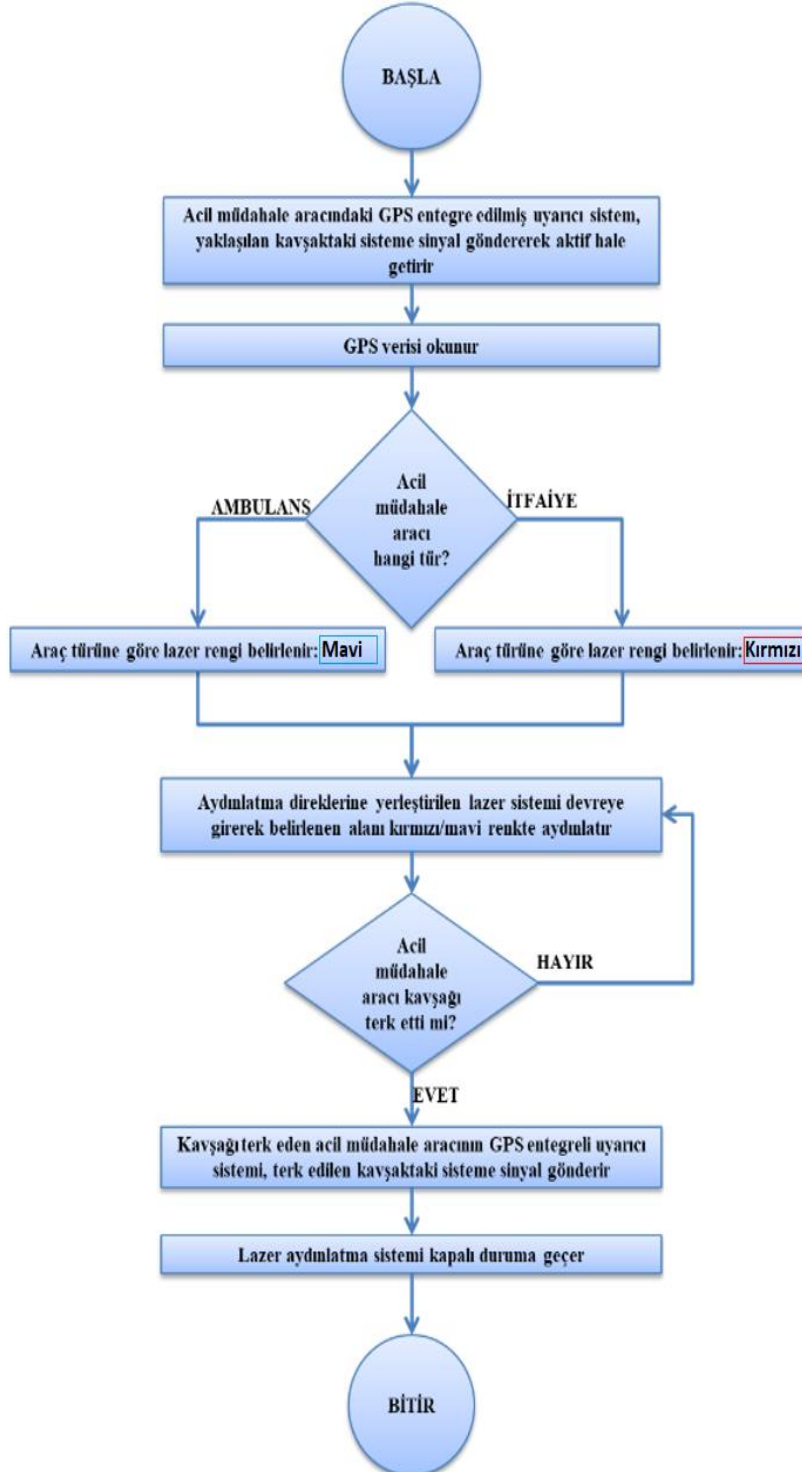 BAŞLA
Acil müdahale aracındaki GPS entegre edilmiş uyarıcı sistem,
yaklaşılan kavşaktaki sisteme sinyal göndererek aktif hale
getirir
GPS verisi okunur
Acil
müdahale
aracı
hangi tür?
AMBULANS
İTFAİYE
Araç türüne göre lazer rengi belirlenir: Mavi
Araç türüne göre lazer rengi belirlenir: Kırmızı
Aydınlatma direklerine yerleştirilen lazer sistemi devreye
girerek belirlenen alanı kırmızı/mavi renkte aydınlatır
Acil
müdahale
aracı kavşağı
terk etti mi?
HAYIR
EVET
Kavşağı terk eden acil müdahale aracının GPS entegreli uyarıcı
sistemi, terk edilen kavşaktaki sisteme sinyal gönderir
Lazer aydınlatma sistemi kapalı duruma geçer
BİTİR